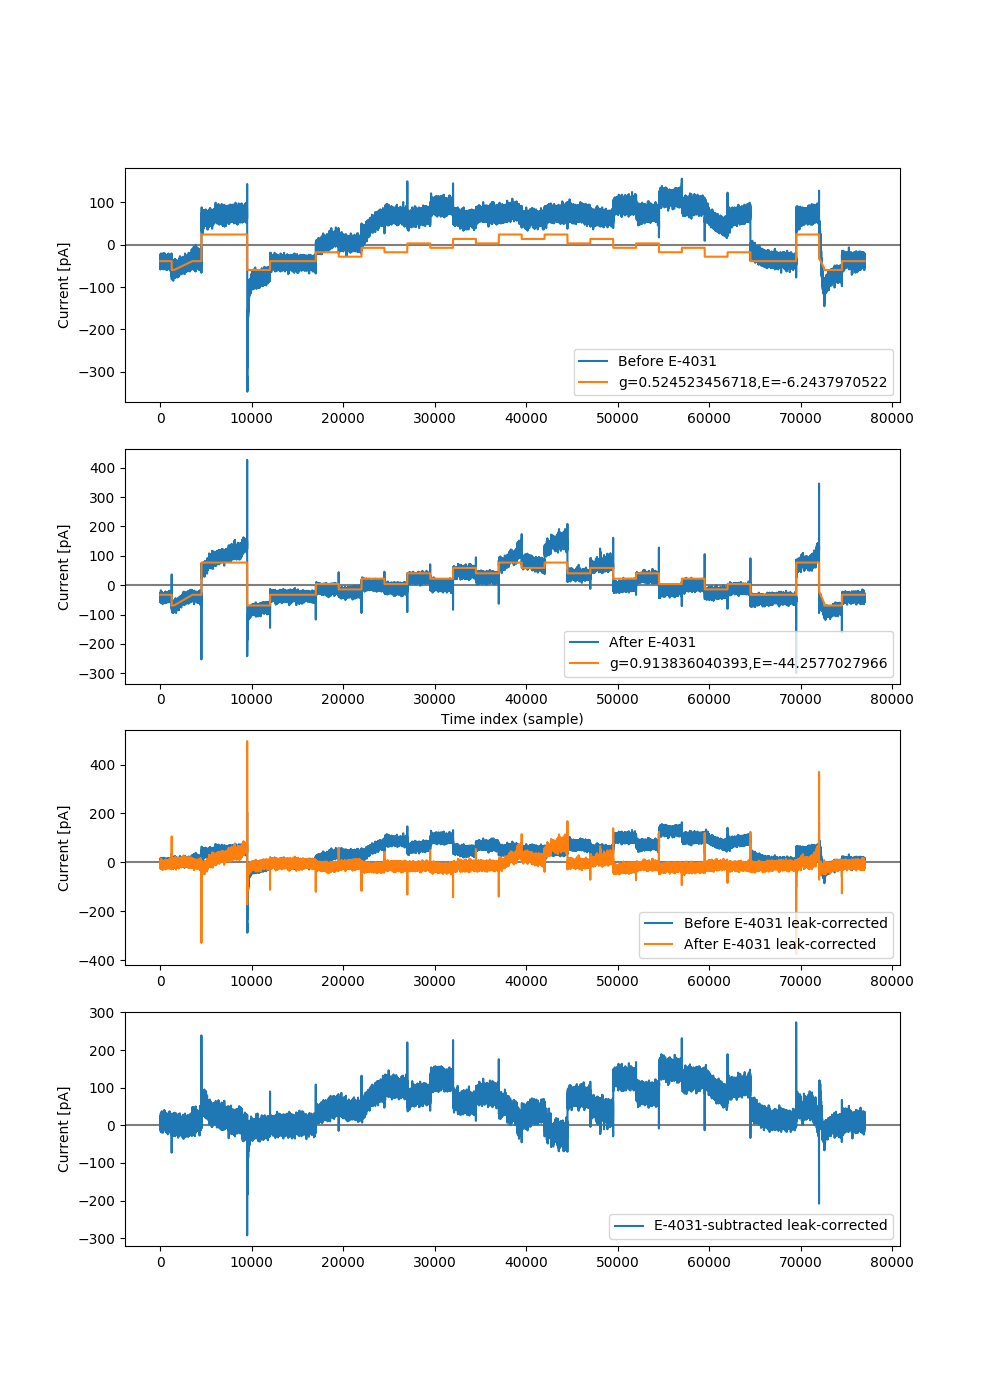 100
0
−100
−200
−300
Current [pA]
Before E-4031
g=0.524523456718,E=-6.2437970522
0 10000 20000 30000 40000 50000 60000 70000 80000
400
300
200
100
0
−100
−200
−300
Current [pA]
After E-4031
g=0.913836040393,E=-44.2577027966
0 10000 20000 30000 40000 50000 60000 70000 80000
Time index (sample)
400
200
0
−200
−400
Current [pA]
Before E-4031 leak-corrected
After E-4031 leak-corrected
0 10000 20000 30000 40000 50000 60000 70000 80000
300
200
100
0
−100
−200
−300
Current [pA]
E-4031-subtracted leak-corrected
0 10000 20000 30000 40000 50000 60000 70000 80000